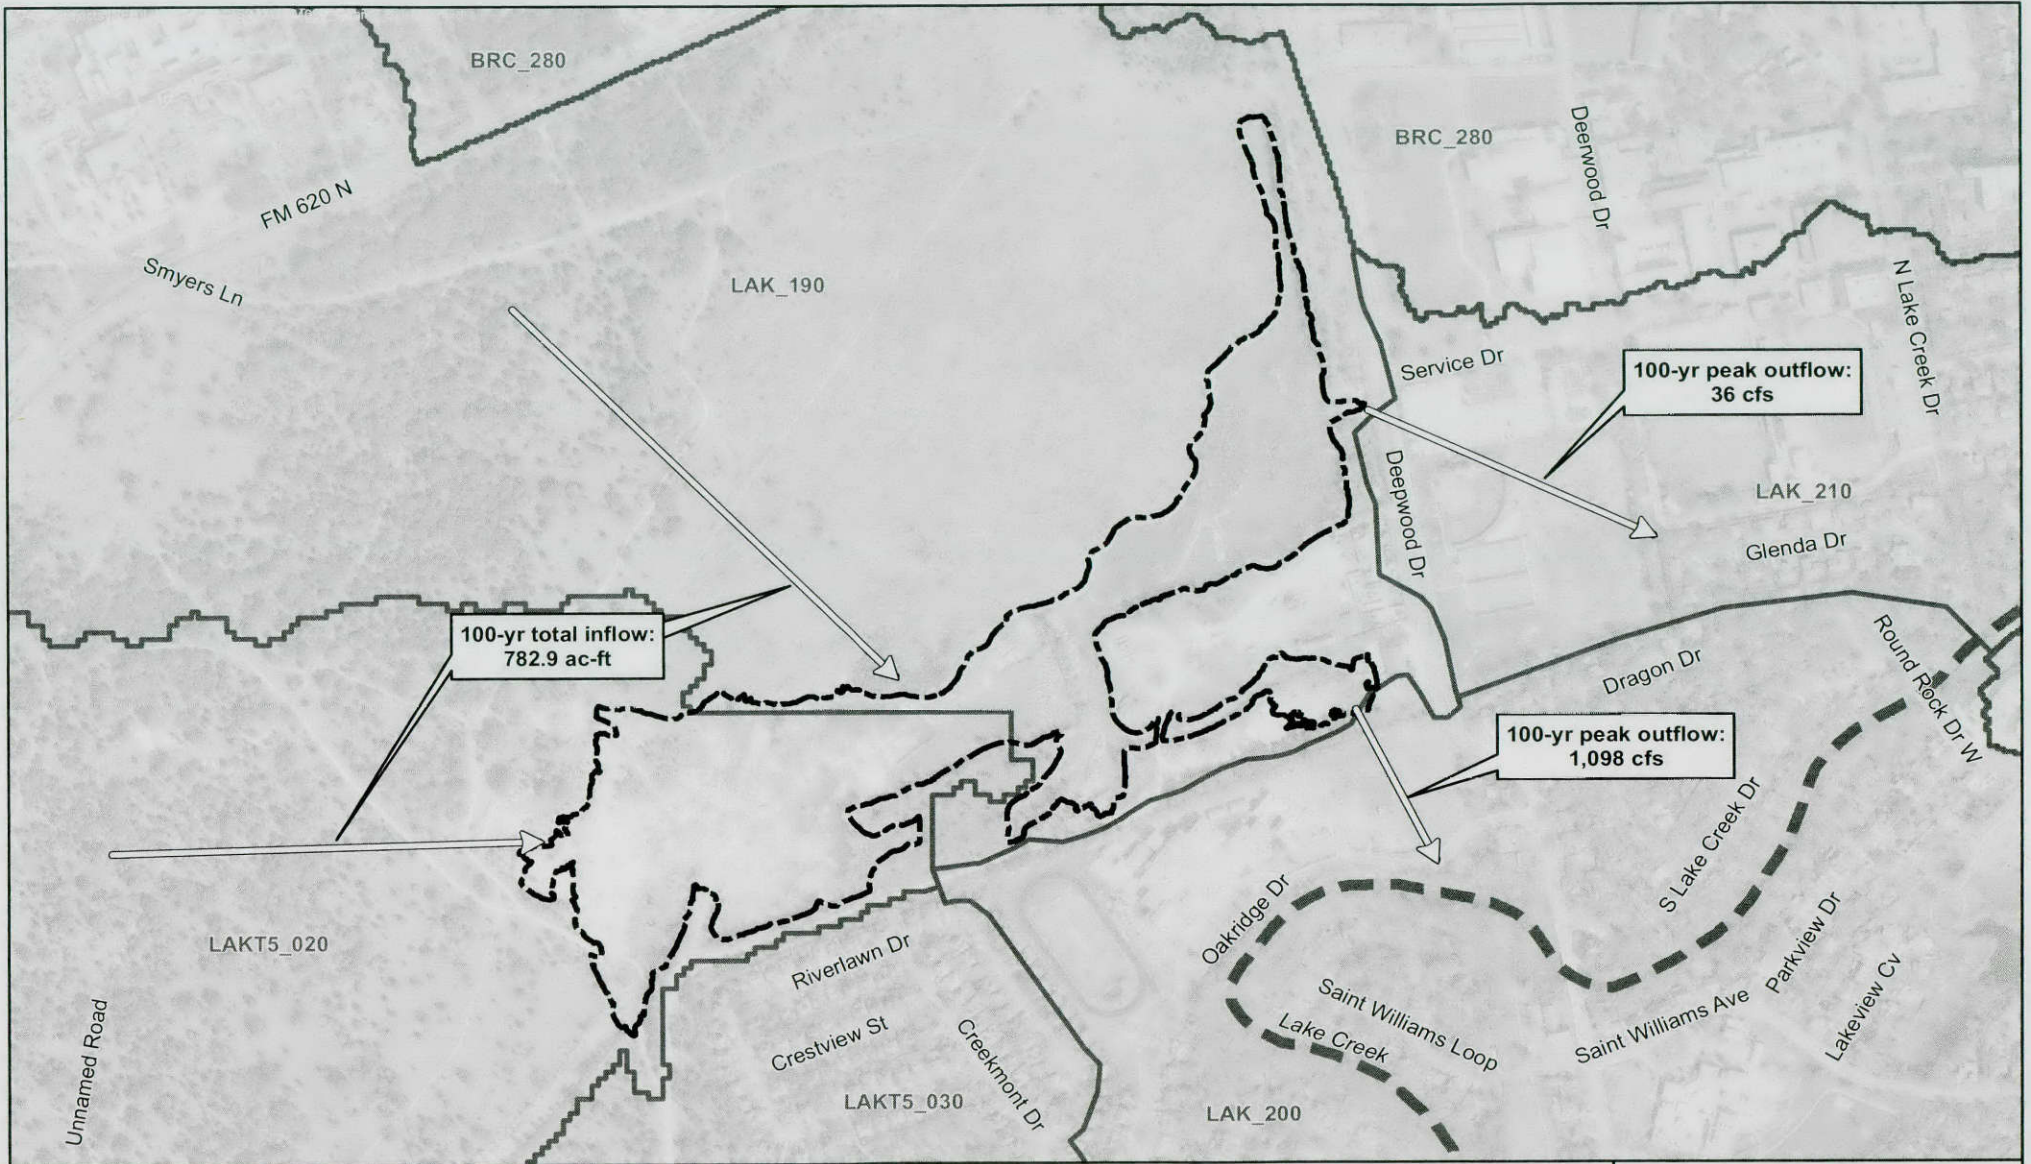 BRC_280
BRC_280
Deerwood Dr
FM 620 N
Smyers Ln
LAK_190
N Lake Creek Dr
Service Dr
100-yr peak outflow:
36 cfs
Deepwood Dr
LAK_210
Glenda Dr
100-yr total inflow:
782.9 ac-ft
Round Rock Dr W
Dragon Dr
100-yr peak outflow:
1,098 cfs
S Lake Creek Dr
Oakridge Dr
LAKT5_020
Riverlawn Dr
Parkview Dr
Saint Williams Loop
Saint Williams Ave
Lakeview Cv
Lake Creek
Unnamed Road
Crestview St
Creekmont Dr
LAKT5_030
LAK_200